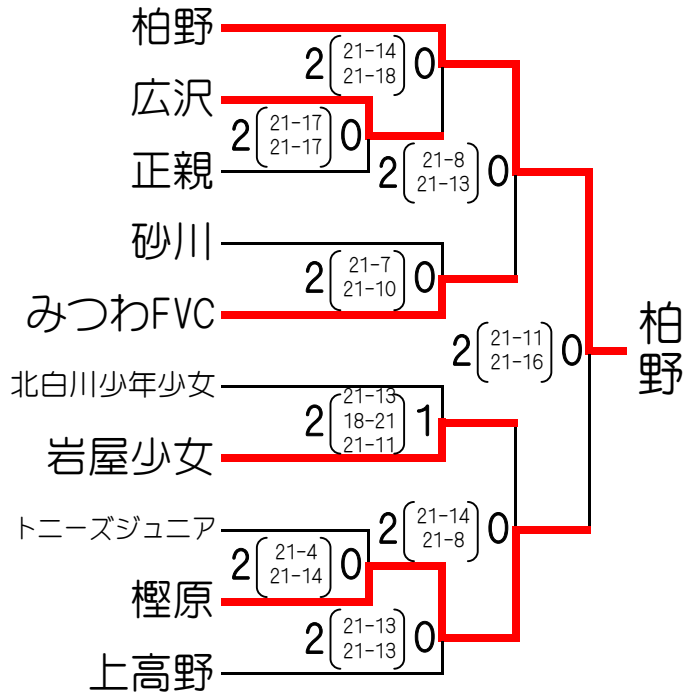 柏野
2 21-14 0
21-18
広沢
2 21-17 0
21-17
正親
2 21-8 0
21-13
砂川
2 21-7 0
21-10
みつわFVC
2 21-11 0
21-16
柏野
北白川少年少女
2 21-13 1
18-21
21-11
岩屋少女
トニーズジュニア
2 21-14 0
21-8
2 21-4 0
21-14
樫原
2 21-13 0
21-13
上高野